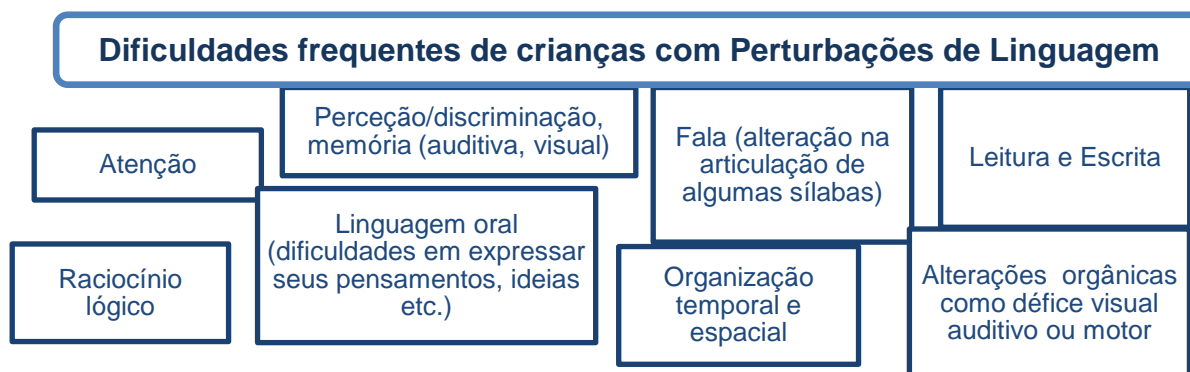 Dificuldades frequentes de crianças com Perturbações de Linguagem
Atenção
Perceção/discriminação,
memória (auditiva, visual)
Fala (alteração na
articulação de
algumas sílabas)
Leitura e Escrita
Raciocínio
lógico
Linguagem oral
(dificuldades em expressar
seus pensamentos, ideias
etc.)
Organização
temporal e
espacial
Alterações orgânicas
como défice visual
auditivo ou motor